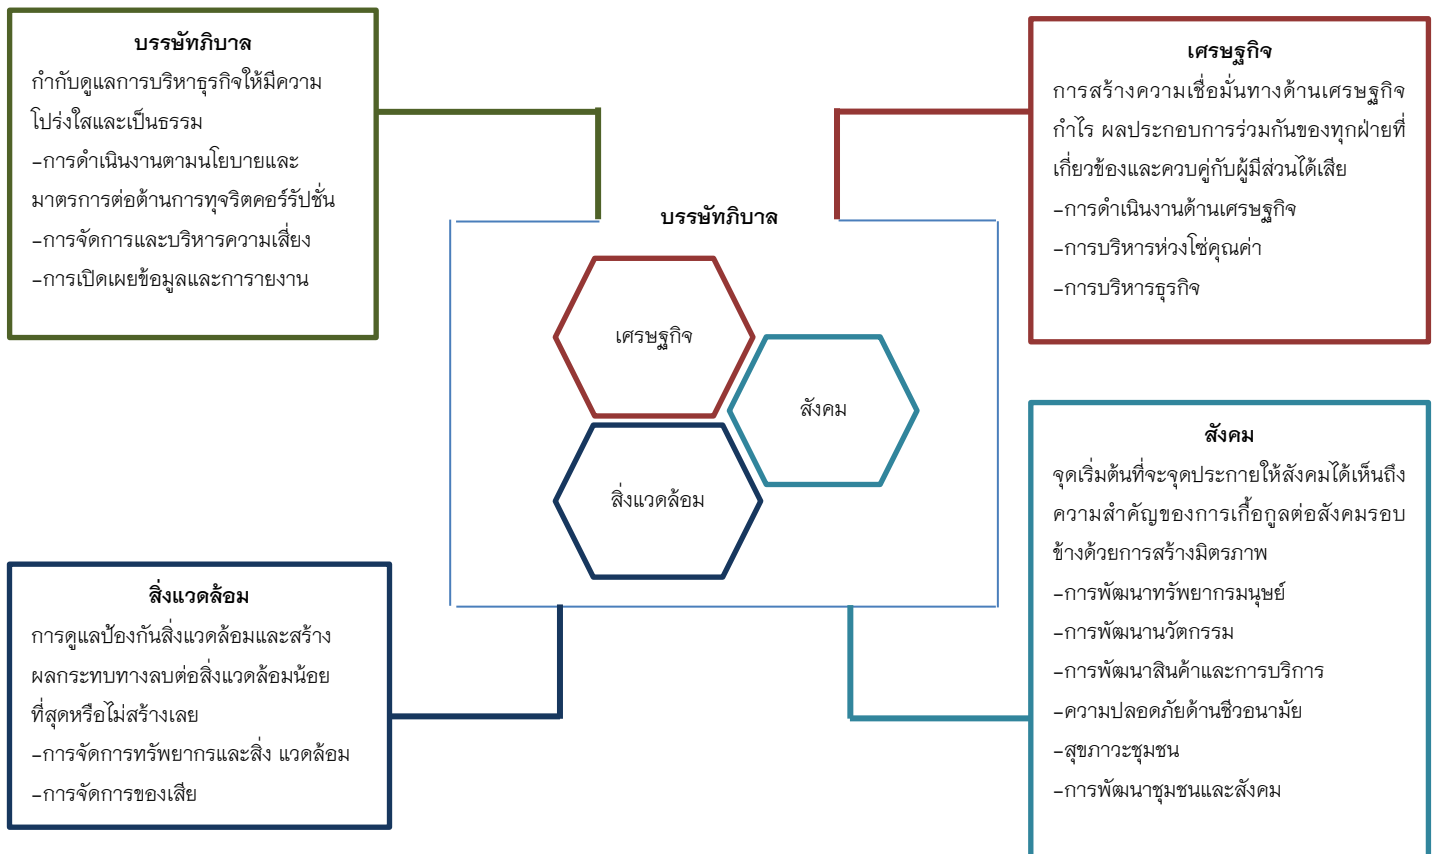 บรรษัทภิบาล
กำกับดูแลการบริหาธุรกิจให้มีความ
โปร่งใสและเป็นธรรม
-การดำเนินงานตามนโยบายและ
มาตรการต่อต้านการทุจริตคอร์รัปชั่น
-การจัดการและบริหารความเสี่ยง
-การเปิดเผยข้อมูลและการายงาน
เศรษฐกิจ
การสร้างความเชื่อมั่นทางด้านเศรษฐกิจ
กำไร ผลประกอบการร่วมกันของทุกฝ่ายที่
เกี่ยวข้องและควบคู่กับผู้มีส่วนได้เสีย
-การดำเนินงานด้านเศรษฐกิจ
-การบริหารห่วงโซ่คุณค่า
-การบริหารธุรกิจ
บรรษัทภิบาล
เศรษฐกิจ
สังคม
สิ่งแวดล้อม
สิ่งแวดล้อม
การดูแลป้องกันสิ่งแวดล้อมและสร้าง
ผลกระทบทางลบต่อสิ่งแวดล้อมน้อย
ที่สุดหรือไม่สร้างเลย
-การจัดการทรัพยากรและสิ่ง แวดล้อม
-การจัดการของเสีย
สังคม
จุดเริ่มต้นที่จะจุดประกายให้สังคมได้เห็นถึง
ความสำคัญของการเกื้อกูลต่อสังคมรอบ
ข้างด้วยการสร้างมิตรภาพ
-การพัฒนาทรัพยากรมนุษย์
-การพัฒนานวัตกรรม
-การพัฒนาสินค้าและการบริการ
-ความปลอดภัยด้านชีวอนามัย
-สุขภาวะชุมชน
-การพัฒนาชุมชนและสังคม